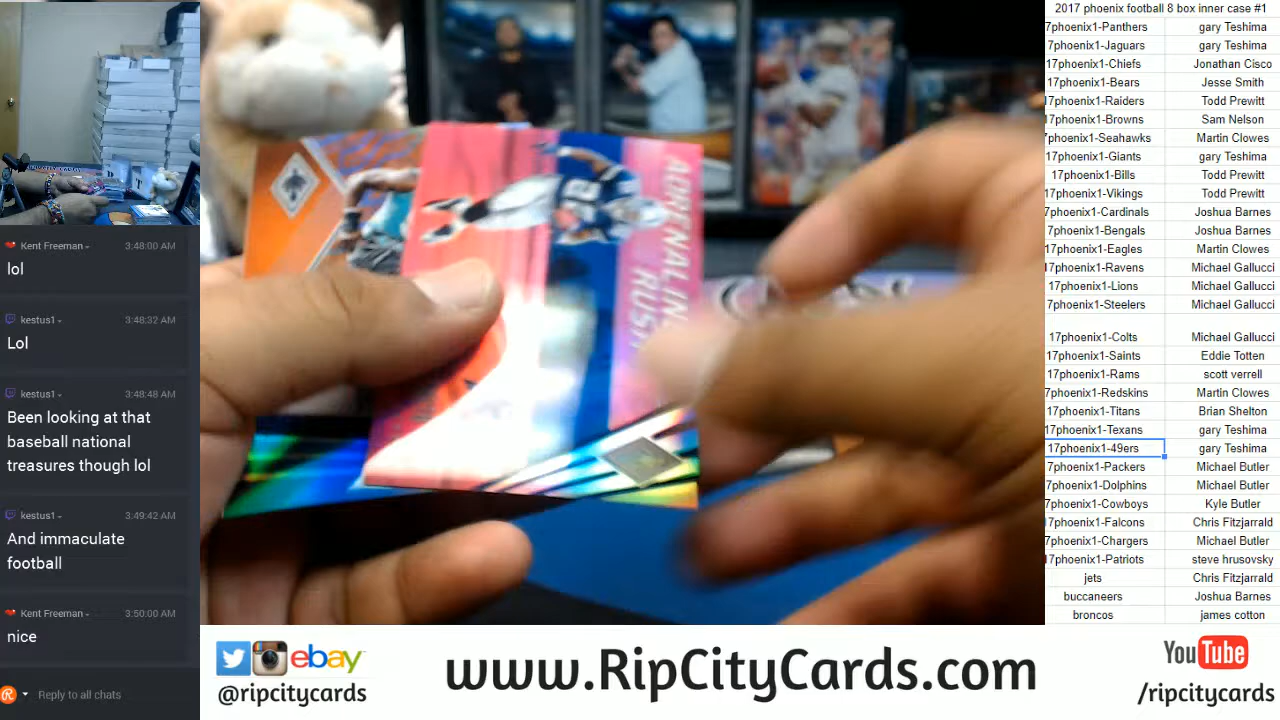 Kent Freeman 3:48:00 AM
lol
kestus1 3:48:32 AM
Lol
kestus1 3:48:48 AM
Been looking at that
baseball national
treasures though lol
kestus1 3:49:42 AM
And immaculate
football
Kent Freeman 3:50:00 AM
nice
Reply to all chats
ADRENALINE
RUSH
2017 phoenix football 8 box inner case #1
7phoenix1-Panthers gary Teshima
7phoenix1-Jaguars gary Teshima
17phoenix1-Chiefs Jonathan Cisco
17phoenix1-Bears Jesse Smith
17phoenix1-Raiders Todd Prewitt
17phoenix1-Browns Sam Nelson
7phoenix1-Seahawks Martin Clowes
17phoenix1-Giants gary Teshima
17phoenix1-Bills Todd Prewitt
17phoenix1-Vikings Todd Prewitt
7phoenix1-Cardinals Joshua Barnes
7phoenix1-Bengals Joshua Barnes
17phoenix1-Eagles Martin Clowes
17phoenix1-Ravens Michael Gallucci
17phoenix1-Lions Michael Gallucci
7phoenix1-Steelers Michael Gallucci
17phoenix1-Colts Michael Gallucci
17phoenix1-Saints Eddie Totten
17phoenix1-Rams scott verrell
7phoenix1-Redskins Martin Clowes
17phoenix1-Titans Brian Shelton
17phoenix1-Texans gary Teshima
17phoenix1-49ers gary Teshima
7phoenix1-Packers Michael Butler
7phoenix1-Dolphins Michael Butler
7phoenix1-Cowboys Kyle Butler
17phoenix1-Falcons Chris Fitzjarrald
7phoenix1-Chargers Michael Butler
17phoenix1-Patriots steve hrusovsky
jets Chris Fitzjarrald
buccaneers Joshua Barnes
broncos james cotton
ebay
@ripcitycards
www.RipCityCards.com
YouTube
/ripcitycards